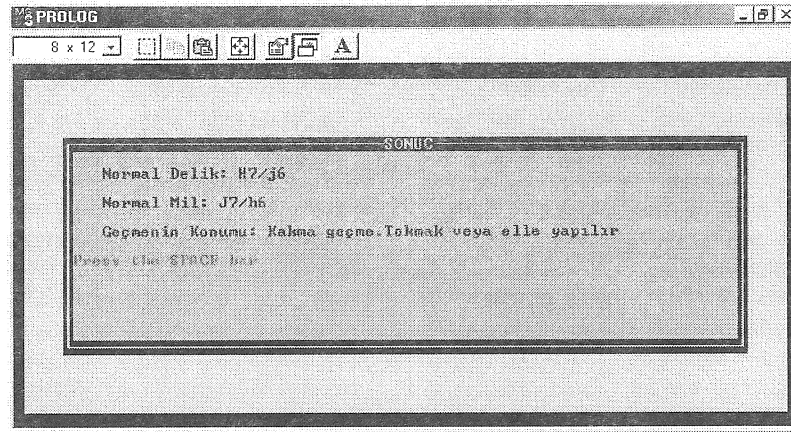 PROLOG
8 x 12
A
SONUC
Normal Delik: H7/j6
Normal Mil: J7/h6
Geçmenin Konumu: Kakma geçme.Tokmak veya elle yapılır
Press the SPACE bar